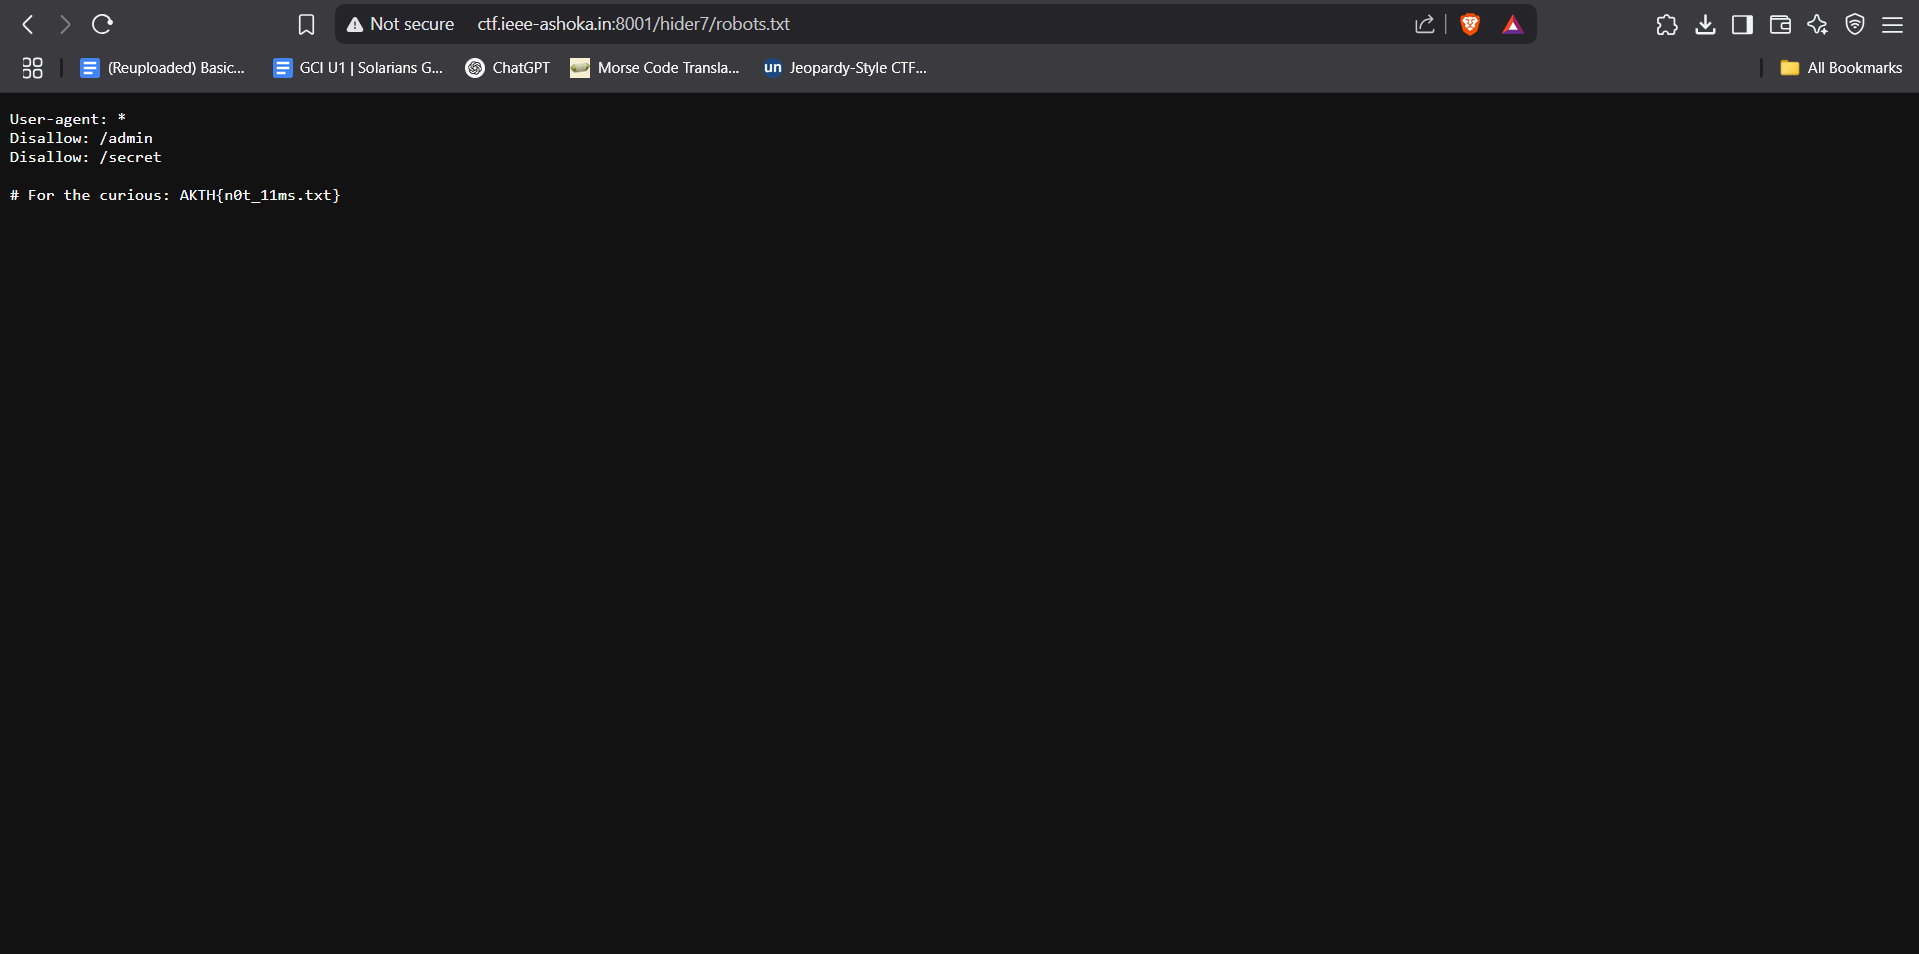 Not secure ctf.ieee-ashoka.in:8001/hider7/robots.txt
(Reuploaded) Basic... GCI U1 | Solarians G... ChatGPT Morse Code Transla... un Jeopardy-Style CTF... All Bookmarks
User-agent: *
Disallow: /admin
Disallow: /secret
# For the curious: AKTH{n0t_11ms.txt}